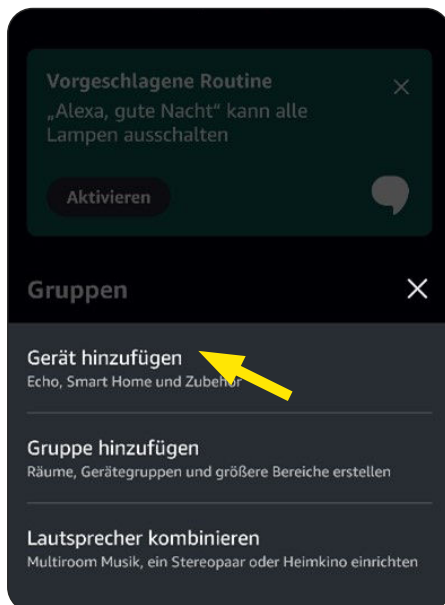 Vorgeschlagene Routine
„Alexa, gute Nacht“ kann alle
Lampen ausschalten
Aktivieren
Gruppen
Gerät hinzufügen
Echo, Smart Home und Zubehör
Gruppe hinzufügen
Räume, Gerätegruppen und größere Bereiche erstellen
Lautsprecher kombinieren
Multiroom Musik, ein Stereopaar oder Heimkino einrichten